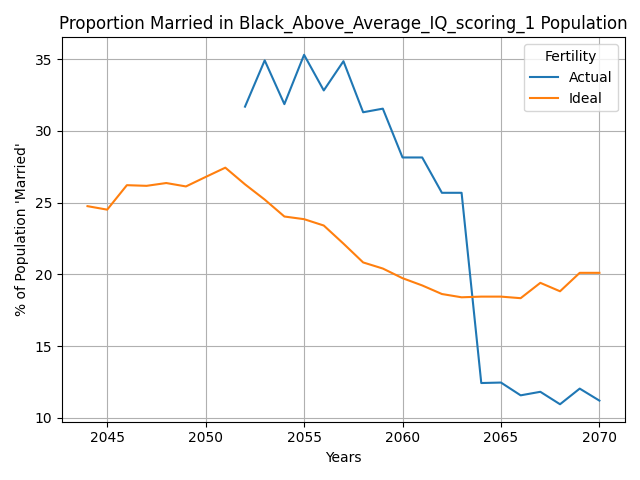 Proportion Married in Black_Above_Average_IQ_scoring_1 Population
% of Population 'Married'
35
30
25
20
15
10
Fertility
Actual
Ideal
2045 2050 2055 2060 2065 2070
Years